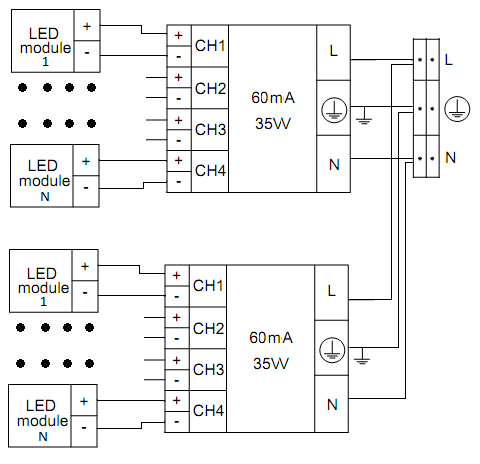 LED
module
1
+
-
+
-
CH1
+
-
CH2
+
-
CH3
+
-
CH4
60mA
35W
L
N
L
N
LED
module
N
+
-
LED
module
1
+
-
+
-
CH1
+
-
CH2
+
-
CH3
+
-
CH4
60mA
35W
L
N
LED
module
N
+
-